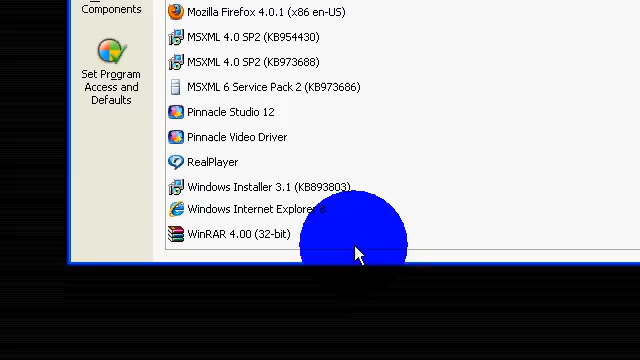 Components
Set Program
Access and
Defaults
Mozilla Firefox 4.0.1 (x86 en-US)
MSXML 4.0 SP2 (KB954430)
MSXML 4.0 SP2 (KB973688)
MSXML 6 Service Pack 2 (KB973686)
Pinnacle Studio 12
Pinnacle Video Driver
RealPlayer
Windows Installer 3.1 (KB893803)
Windows Internet Explorer 8
WinRAR 4.00 (32-bit)